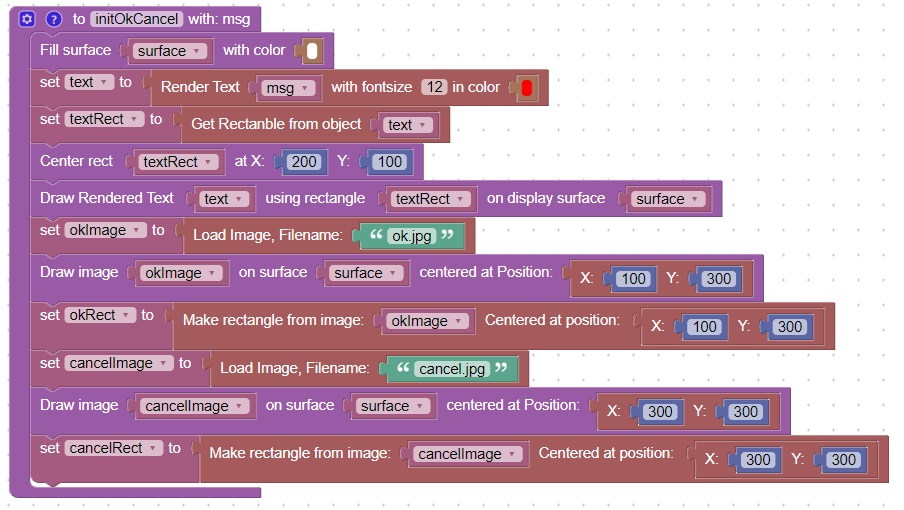 ? to initOkCancel with: msg
Fill surface surface with color
set text to Render Text msg with fontsize 12 in color
set textRect to Get Rectanble from object text
Center rect textRect at X: 200 Y: 100
Draw Rendered Text text using rectangle textRect on display surface surface
set okImage to Load Image, Filename: “ ok.jpg ”
Draw image okImage on surface surface centered at Position: X: 100 Y: 300
set okRect to Make rectangle from image: okImage Centered at position: X: 100 Y: 300
set cancelImage to Load Image, Filename: “ cancel.jpg ”
Draw image cancelImage on surface surface centered at Position: X: 300 Y: 300
set cancelRect to Make rectangle from image: cancelImage Centered at position: X: 300 Y: 300